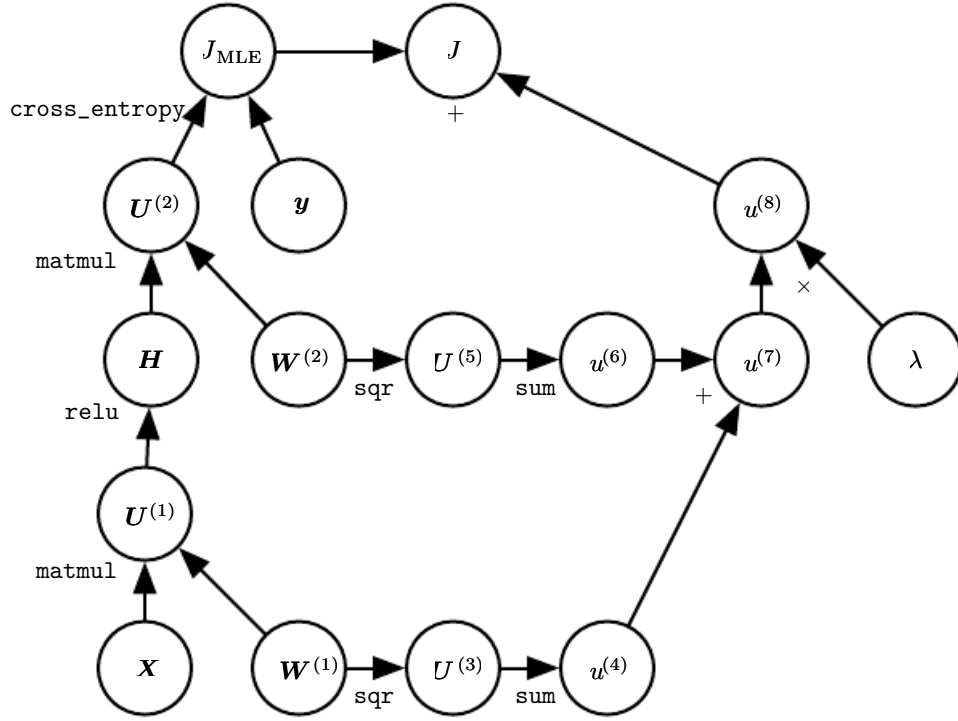 J_MLE J
cross_entropy +
U^(2) y u^(8)
matmul ×
H W^(2) U^(5) u^(6) u^(7) λ
sqr sum +
relu
U^(1)
matmul
X W^(1) U^(3) u^(4)
sqr sum